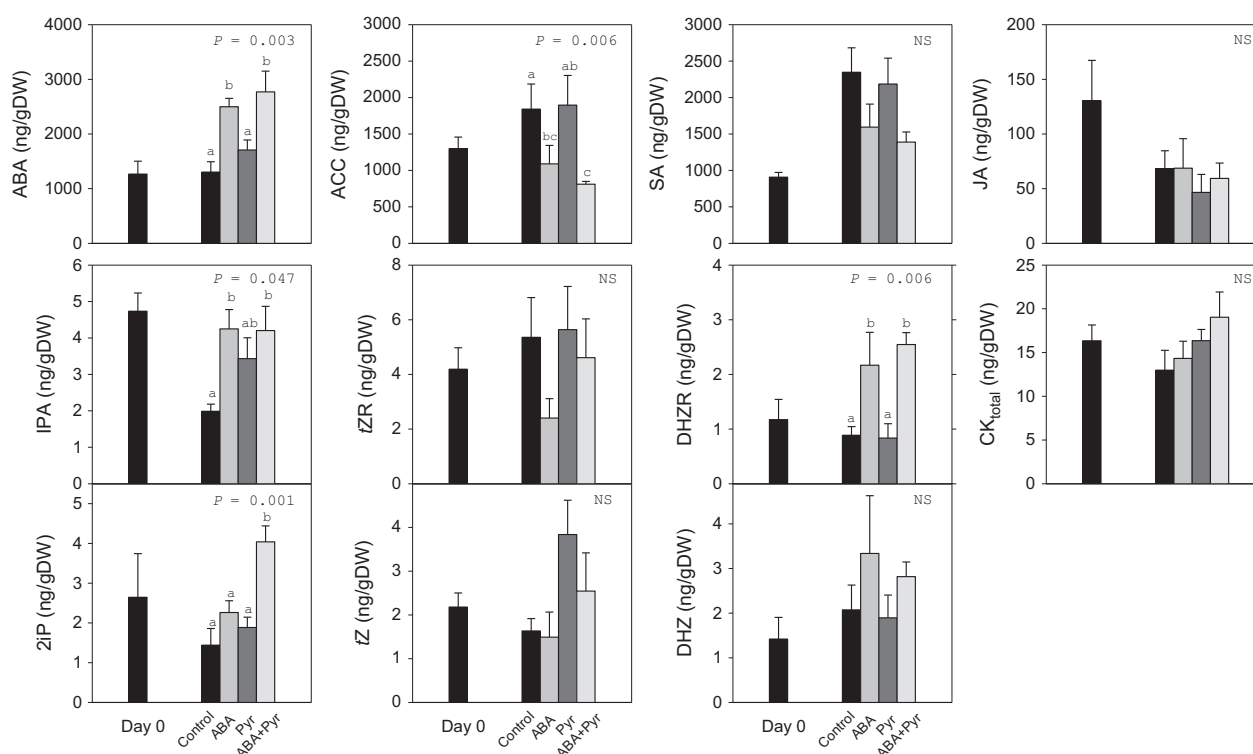 ABA (ng/gDW)
4000
3000
2000
1000
0
P = 0.003
a
b
a
b
ACC (ng/gDW)
3000
2500
2000
1500
1000
500
0
P = 0.006
a
bc
ab
c
SA (ng/gDW)
3000
2500
2000
1500
1000
500
0
NS
JA (ng/gDW)
200
150
100
50
0
NS
IPA (ng/gDW)
6
5
4
3
2
1
0
P = 0.047
a
b
ab
b
tZR (ng/gDW)
8
6
4
2
0
NS
DHZR (ng/gDW)
4
3
2
1
0
P = 0.006
a
b
a
b
CKtotal (ng/gDW)
25
20
15
10
5
0
NS
2iP (ng/gDW)
5
4
3
2
1
0
P = 0.001
a
a
a
b
Day 0
Control
ABA
Pyr
ABA+Pyr
tZ (ng/gDW)
4
3
2
1
0
NS
Day 0
Control
ABA
Pyr
ABA+Pyr
DHZ (ng/gDW)
4
3
2
1
0
NS
Day 0
Control
ABA
Pyr
ABA+Pyr